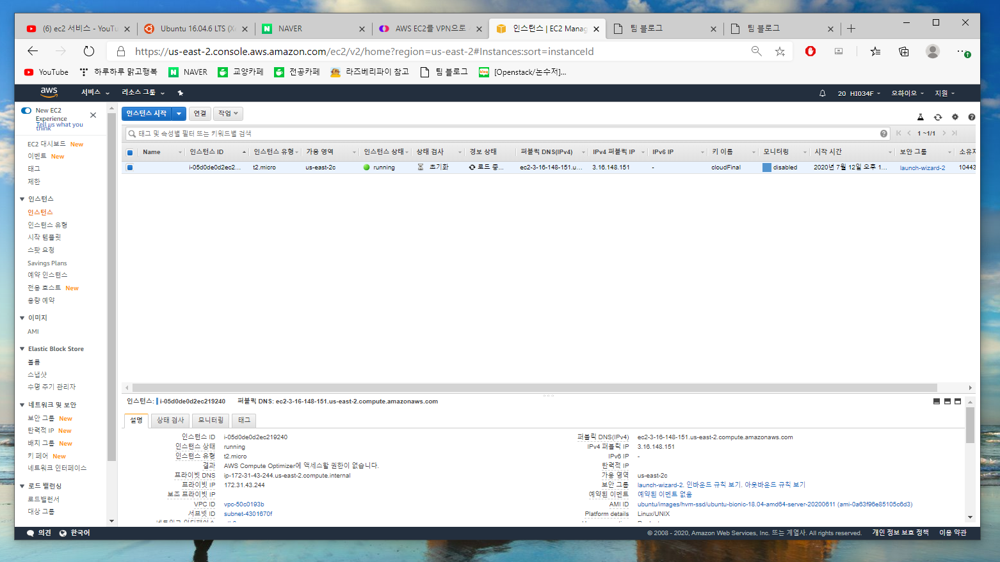 (6) ec2 서비스 - YouTu
Ubuntu 16.04.6 LTS (Xe
NAVER
AWS EC2를 VPN으로
인스턴스 | EC2 Manag
팀 블로그
팀 블로그
https://us-east-2.console.aws.amazon.com/ec2/v2/home?region=us-east-2#Instances:sort=instanceId
YouTube
하루하루 맑고행복
NAVER
교양카페
전공카페
라즈베리파이 참고
팀 블로그
[Openstack/논수저]...
aws
서비스
리소스 그룹
20_HI034F
오하이오
지원
New EC2
Experience
Tell us what you
think
EC2 대시보드 New
이벤트 New
태그
제한
인스턴스
인스턴스
인스턴스 유형
시작 템플릿
스팟 요청
Savings Plans
예약 인스턴스
전용 호스트 New
용량 예약
이미지
AMI
Elastic Block Store
볼륨
스냅샷
수명 주기 관리자
네트워크 및 보안
보안 그룹 New
탄력적 IP New
배치 그룹 New
키 페어 New
네트워크 인터페이스
로드 밸런싱
로드밸런서
대상 그룹
인스턴스 시작
연결
작업
태그 및 속성별 필터 또는 키워드별 검색
1 ~1/1
Name 인스턴스 ID 인스턴스 유형 가용 영역 인스턴스 상태 상태 검사 경보 상태 퍼블릭 DNS(IPv4) IPv4 퍼블릭 IP IPv6 IP 키 이름 모니터링 시작 시간 보안 그룹 소유자
i-05d0de0d2ec2... t2.micro us-east-2c running 초기화 로드 중... ec2-3-16-148-151.u... 3.16.148.151 - cloudFinal disabled 2020년 7월 12일 오후 1... launch-wizard-2 10443
인스턴스: i-05d0de0d2ec219240 퍼블릭 DNS: ec2-3-16-148-151.us-east-2.compute.amazonaws.com
설명 상태 검사 모니터링 태그
인스턴스 ID i-05d0de0d2ec219240
인스턴스 상태 running
인스턴스 유형 t2.micro
결과 AWS Compute Optimizer에 액세스할 권한이 없습니다.
프라이빗 DNS ip-172-31-43-244.us-east-2.compute.internal
프라이빗 IP 172.31.43.244
보조 프라이빗 IP
VPC ID vpc-50c0193b
서브넷 ID subnet-4301670f
퍼블릭 DNS(IPv4) ec2-3-16-148-151.us-east-2.compute.amazonaws.com
IPv4 퍼블릭 IP 3.16.148.151
IPv6 IP -
탄력적 IP
가용 영역 us-east-2c
보안 그룹 launch-wizard-2. 인바운드 규칙 보기. 아웃바운드 규칙 보기
예약된 이벤트 예약된 이벤트 없음
AMI ID ubuntu/images/hvm-ssd/ubuntu-bionic-18.04-amd64-server-20200611 (ami-0a63f96e85105c6d3)
Platform details Linux/UNIX
의견
한국어
© 2008 - 2020, Amazon Web Services, Inc. 또는 계열사. All rights reserved.
개인 정보 보호 정책
이용 약관